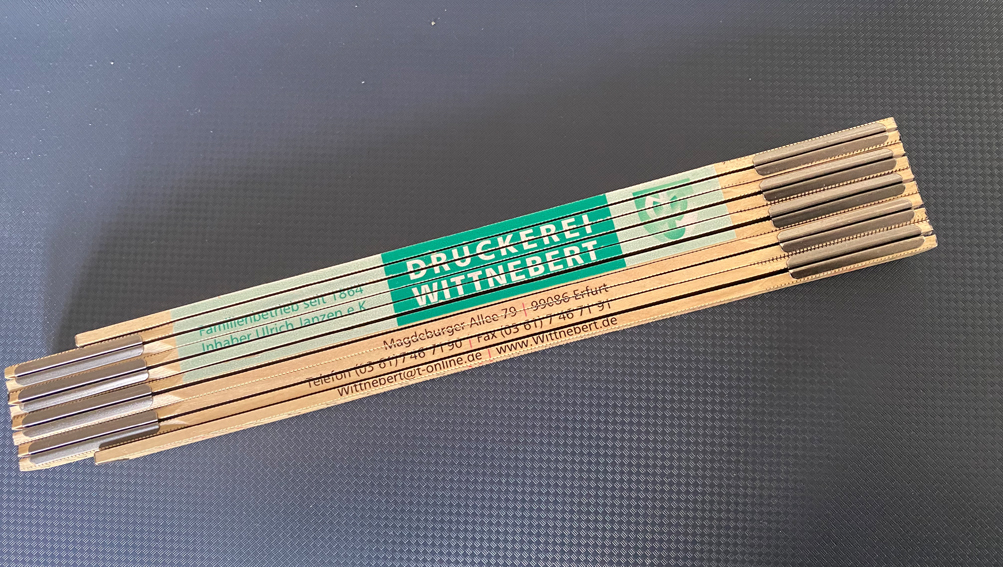 Familienbetrieb seit 1864
Inhaber Ulrich Janzen e.K.
DRUCKEREI
WITTNEBERT
Magdeburger Allee 79 | 99086 Erfurt
Telefon (03 61) 7 46 71 90 | Fax (03 61) 7 46 71 91
Wittnebert@t-online.de | www.Wittnebert.de